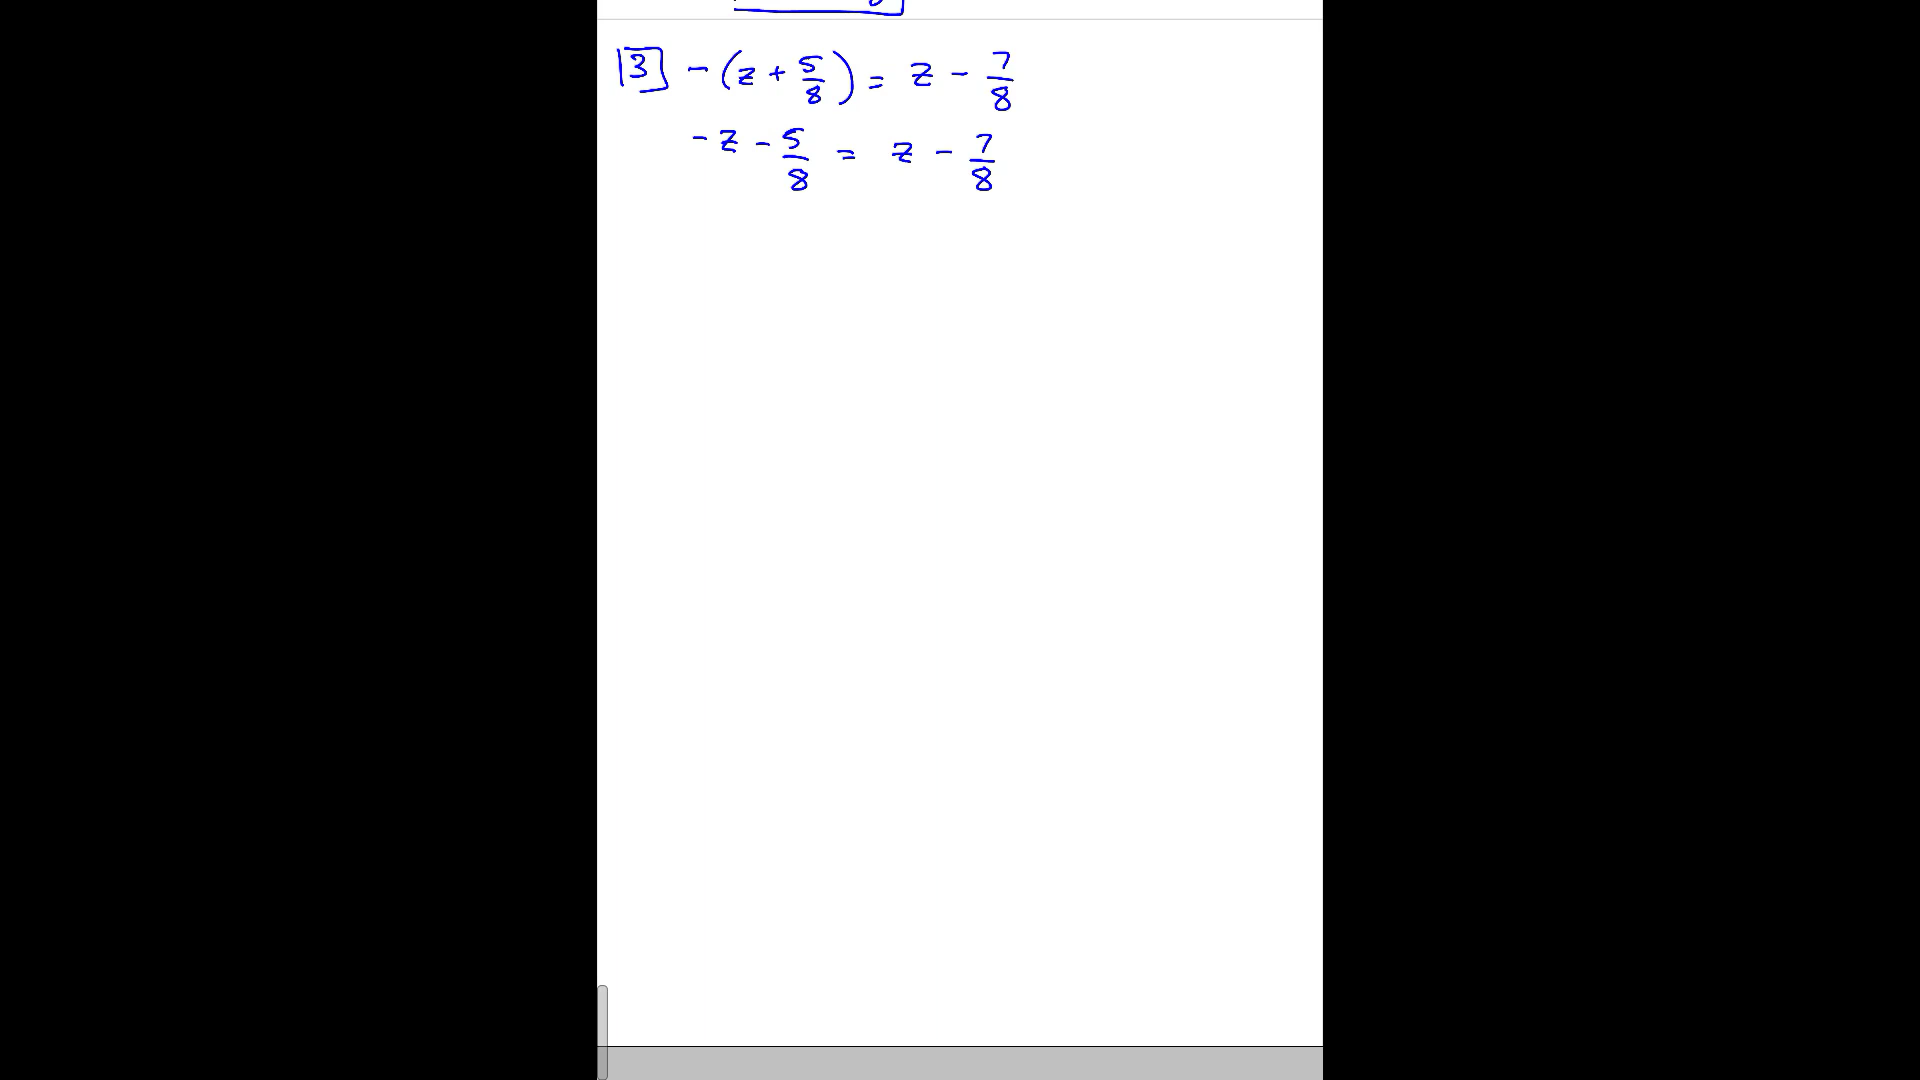 3 - (z + 5/8) = z - 7/8
- z - 5/8 = z - 7/8